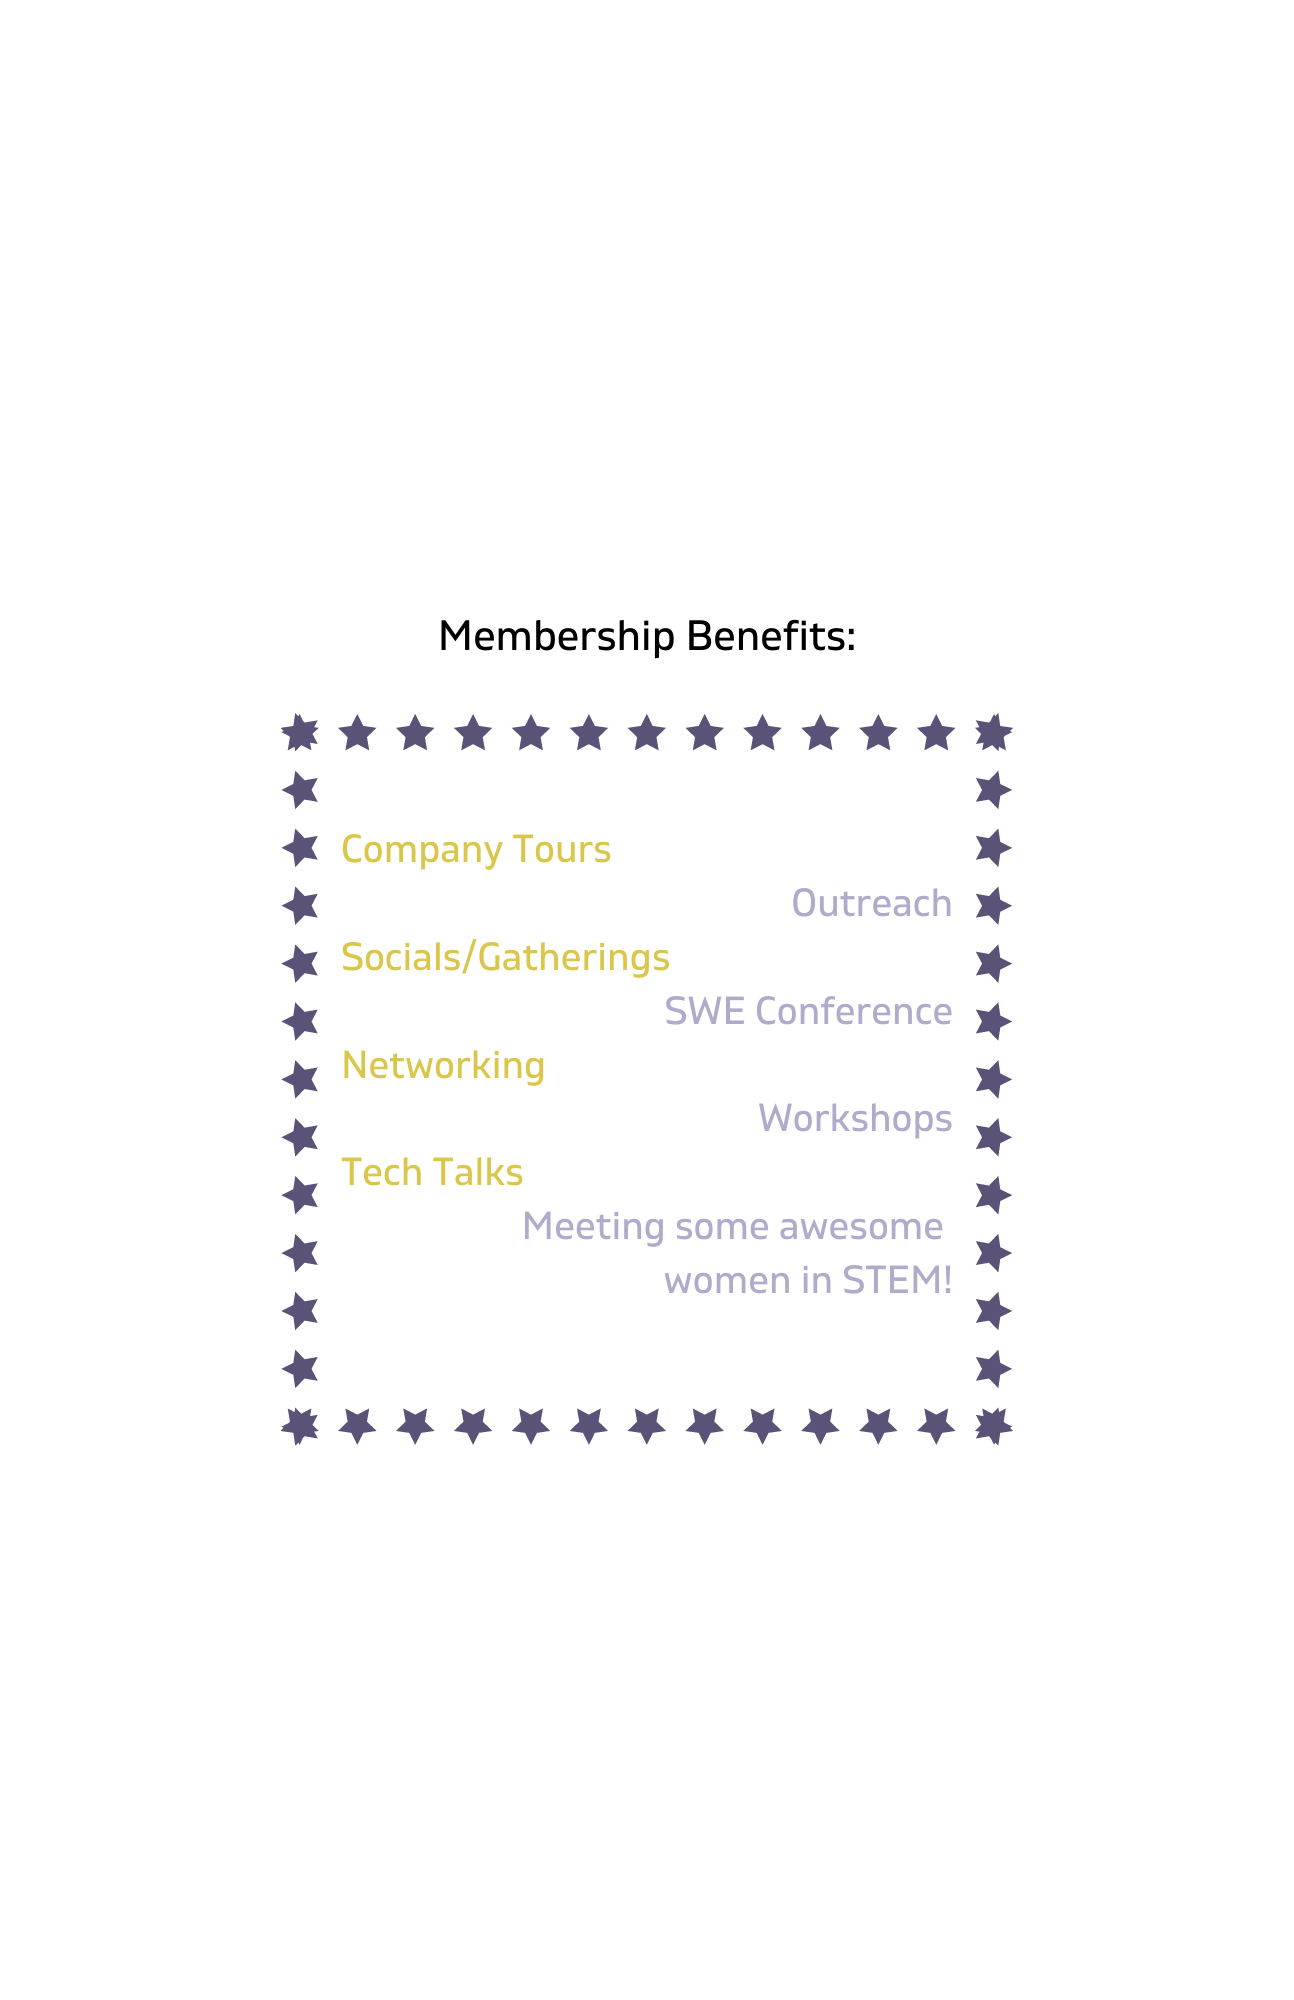 Membership Benefits:
Company Tours
Outreach
Socials/Gatherings
SWE Conference
Networking
Workshops
Tech Talks
Meeting some awesome
women in STEM!